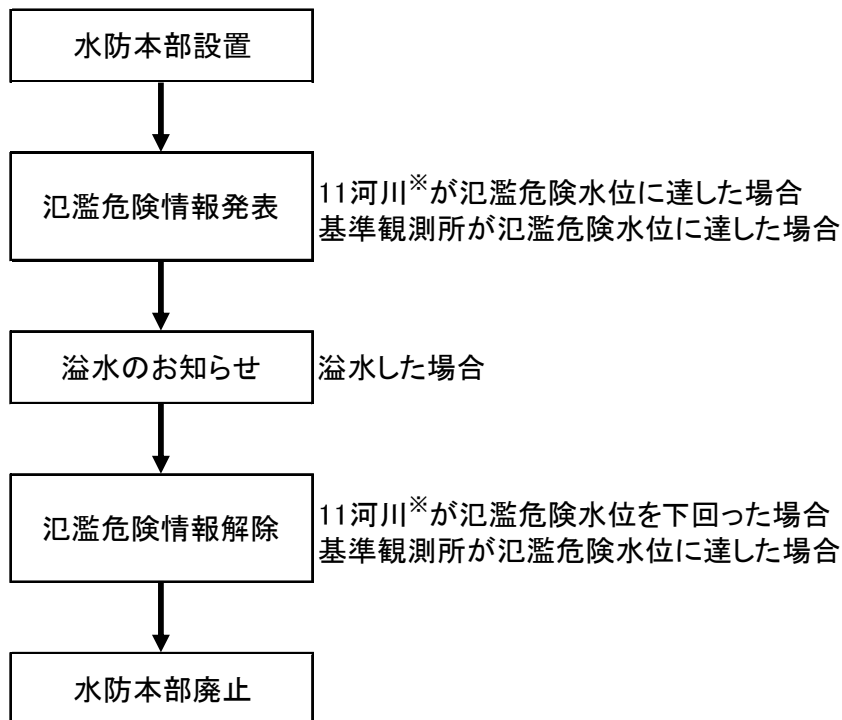 水防本部設置
氾濫危険情報発表
11河川※が氾濫危険水位に達した場合
基準観測所が氾濫危険水位に達した場合
溢水のお知らせ
溢水した場合
氾濫危険情報解除
11河川※が氾濫危険水位を下回った場合
基準観測所が氾濫危険水位に達した場合
水防本部廃止